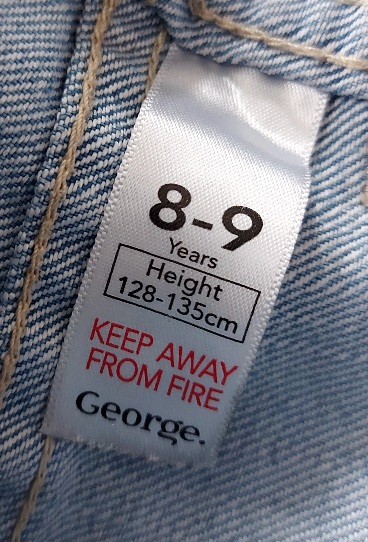 8-9
Years
Height
128-135cm
KEEP AWAY
FROM FIRE
George.